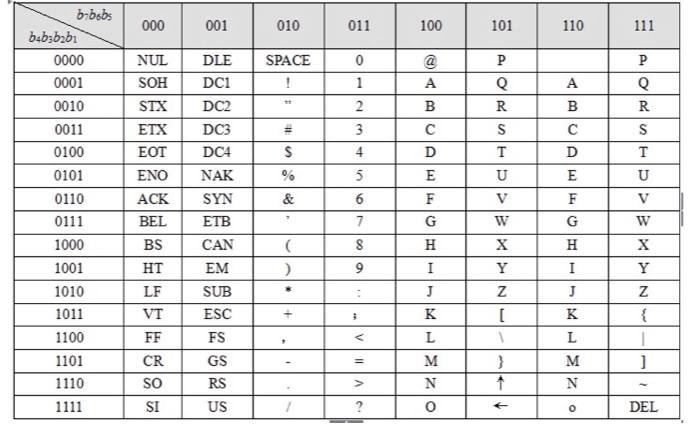 b₇b₆b₅
b₄b₃b₂b₁ 000 001 010 011 100 101 110 111
0000 NUL DLE SPACE 0 @ P P
0001 SOH DC1 ! 1 A Q A Q
0010 STX DC2 " 2 B R B R
0011 ETX DC3 # 3 C S C S
0100 EOT DC4 $ 4 D T D T
0101 ENO NAK % 5 E U E U
0110 ACK SYN & 6 F V F V
0111 BEL ETB ' 7 G W G W
1000 BS CAN ( 8 H X H X
1001 HT EM ) 9 I Y I Y
1010 LF SUB * : J Z J Z
1011 VT ESC + ; K [ K {
1100 FF FS , < L \ L |
1101 CR GS - = M } M ]
1110 SO RS . > N ↑ N ~
1111 SI US / ? O ← o DEL